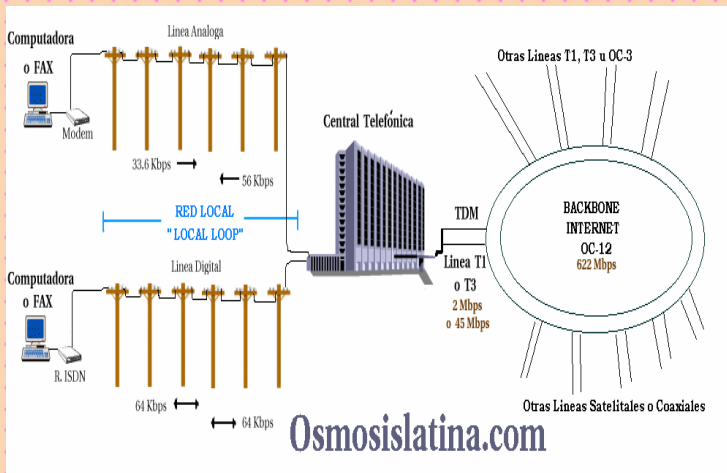 Computadora
o FAX
Modem
Linea Analoga
33.6 Kbps
56 Kbps
RED LOCAL
" LOCAL LOOP"
Computadora
o FAX
R. ISDN
Linea Digital
64 Kbps
64 Kbps
Central Telefónica
TDM
Linea T1
o T3
2 Mbps
o 45 Mbps
Otras Lineas T1, T3 u OC-3
BACKBONE
INTERNET
OC-12
622 Mbps
Otras Lineas Satelitales o Coaxiales
Osmosislatina.com